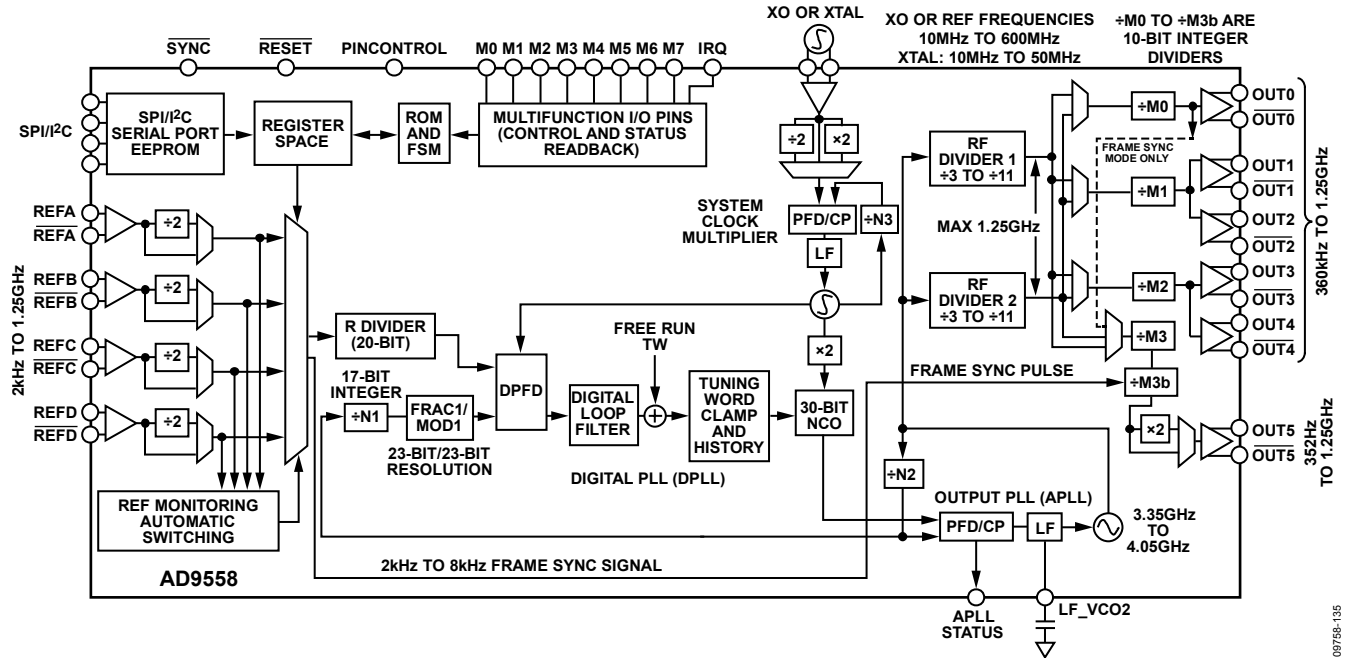 XO OR XTAL
XO OR REF FREQUENCIES
10MHz TO 600MHz
XTAL: 10MHz TO 50MHz
÷M0 TO ÷M3b ARE
10-BIT INTEGER
DIVIDERS
SYNC
RESET
PINCONTROL
M0 M1 M2 M3 M4 M5 M6 M7 IRQ
SPI/I²C
SPI/I²C
SERIAL PORT
EEPROM
REGISTER
SPACE
ROM
AND
FSM
MULTIFUNCTION I/O PINS
(CONTROL AND STATUS
READBACK)
÷2
×2
SYSTEM
CLOCK
MULTIPLIER
PFD/CP
÷N3
LF
×2
RF
DIVIDER 1
÷3 TO ÷11
MAX 1.25GHz
RF
DIVIDER 2
÷3 TO ÷11
÷M0
FRAME SYNC
MODE ONLY
÷M1
÷M2
÷M3
÷M3b
×2
OUT0
OUT0
OUT1
OUT1
OUT2
OUT2
OUT3
OUT3
OUT4
OUT4
OUT5
OUT5
360kHz TO 1.25GHz
352Hz
TO 1.25GHz
2kHz TO 1.25GHz
REFA
REFA
÷2
REFB
REFB
÷2
REFC
REFC
÷2
REFD
REFD
÷2
REF MONITORING
AUTOMATIC
SWITCHING
AD9558
R DIVIDER
(20-BIT)
17-BIT
INTEGER
÷N1
FRAC1/
MOD1
23-BIT/23-BIT
RESOLUTION
DPFD
DIGITAL
LOOP
FILTER
FREE RUN
TW
TUNING
WORD
CLAMP
AND
HISTORY
30-BIT
NCO
DIGITAL PLL (DPLL)
FRAME SYNC PULSE
÷N2
OUTPUT PLL (APLL)
PFD/CP
LF
3.35GHz
TO
4.05GHz
2kHz TO 8kHz FRAME SYNC SIGNAL
APLL
STATUS
LF_VCO2
09758-135